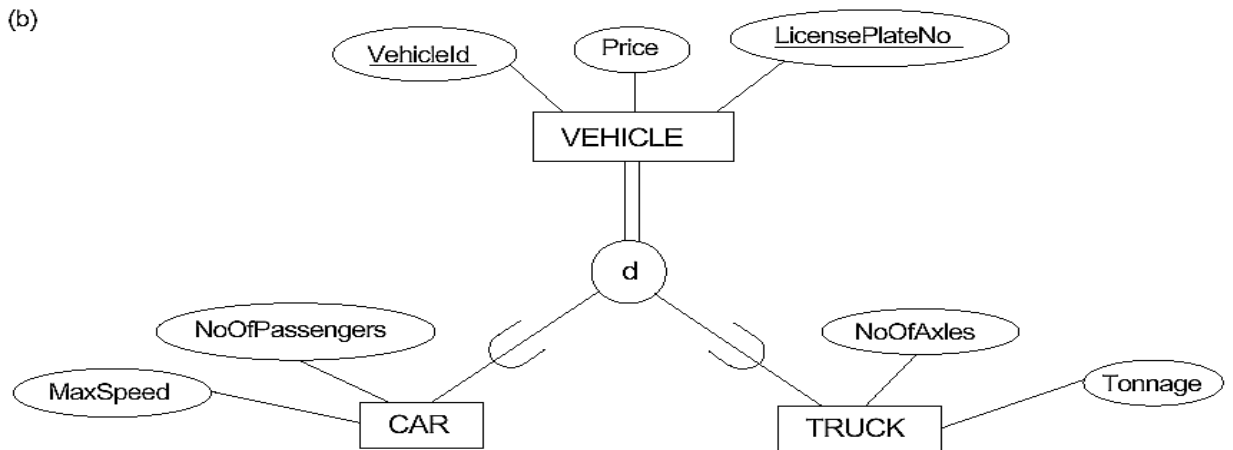 (b)
VehicleId
Price
LicensePlateNo
VEHICLE
d
NoOfPassengers
NoOfAxles
MaxSpeed
Tonnage
CAR
TRUCK